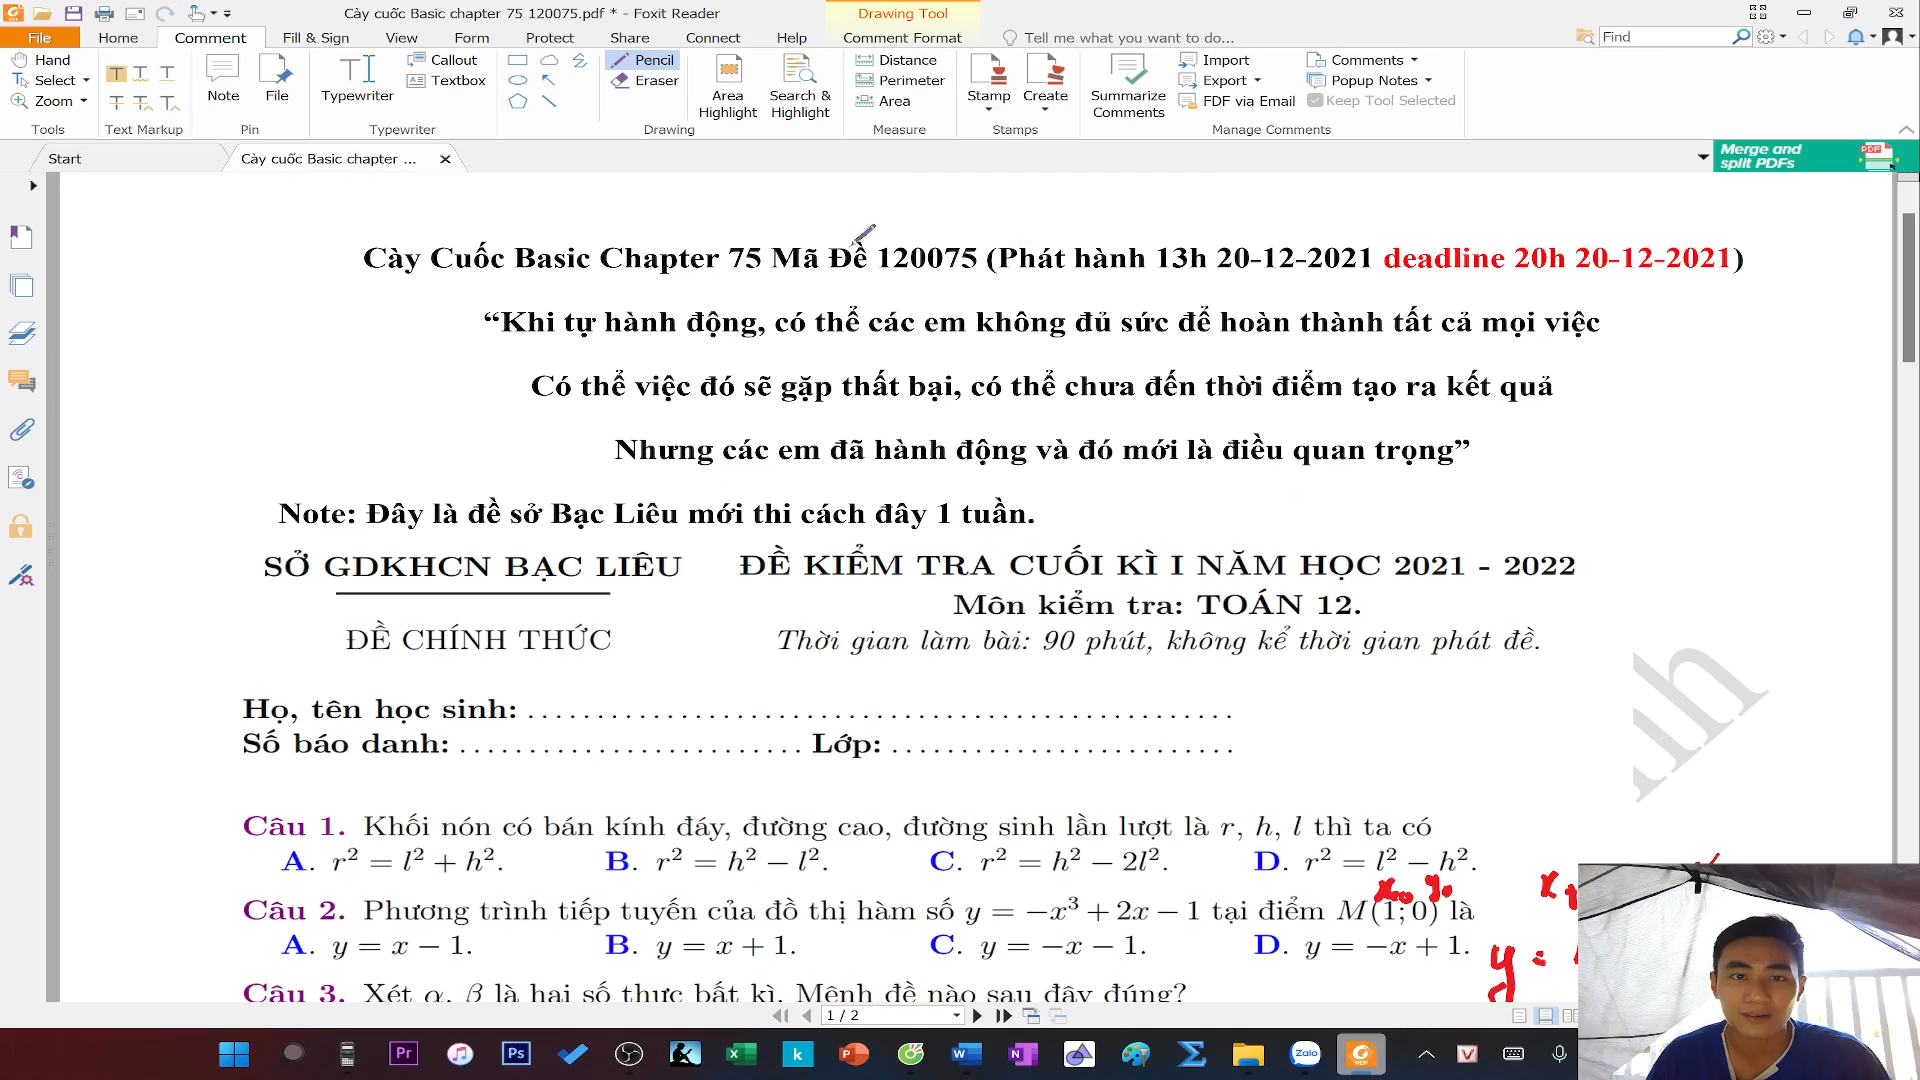 Cày cuốc Basic chapter 75 120075.pdf * - Foxit Reader
Drawing Tool
File Home Comment Fill & Sign View Form Protect Share Connect Help Comment Format Tell me what you want to do... Find
Hand
Select
Zoom
Tools
Text Markup
Note
File
Pin
Typewriter
Callout
Textbox
Typewriter
Pencil
Eraser
Area Highlight
Search & Highlight
Drawing
Distance
Perimeter
Area
Measure
Stamp
Create
Stamps
Summarize Comments
Import
Export
FDF via Email
Comments
Popup Notes
Keep Tool Selected
Manage Comments
Start
Cày cuốc Basic chapter ...
Merge and split PDFs
Cày Cuốc Basic Chapter 75 Mã Đề 120075 (Phát hành 13h 20-12-2021 deadline 20h 20-12-2021)
“Khi tự hành động, có thể các em không đủ sức để hoàn thành tất cả mọi việc
Có thể việc đó sẽ gặp thất bại, có thể chưa đến thời điểm tạo ra kết quả
Nhưng các em đã hành động và đó mới là điều quan trọng”
Note: Đây là đề sở Bạc Liêu mới thi cách đây 1 tuần.
SỞ GDKHCN BẠC LIÊU
ĐỀ CHÍNH THỨC
ĐỀ KIỂM TRA CUỐI KÌ I NĂM HỌC 2021 - 2022
Môn kiểm tra: TOÁN 12.
Thời gian làm bài: 90 phút, không kể thời gian phát đề.
Họ, tên học sinh: ..................................................
Số báo danh: ......................... Lớp: .........................
Câu 1. Khối nón có bán kính đáy, đường cao, đường sinh lần lượt là r, h, l thì ta có
A. r² = l² + h². B. r² = h² − l². C. r² = h² − 2l². D. r² = l² − h².
x₀ y₀
Câu 2. Phương trình tiếp tuyến của đồ thị hàm số y = −x³ + 2x − 1 tại điểm M(1; 0) là
A. y = x − 1. B. y = x + 1. C. y = −x − 1. D. y = −x + 1.
y =
Câu 3. Xét α, β là hai số thực bất kì. Mệnh đề nào sau đây đúng?
1 / 2